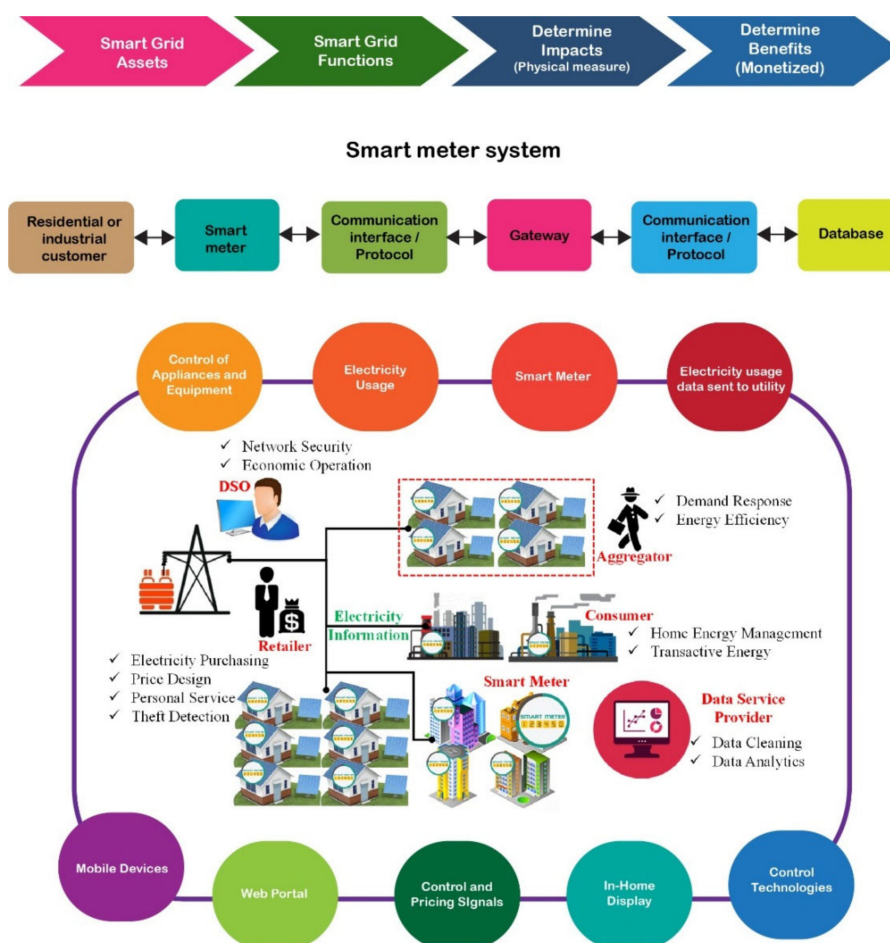 Smart Grid
Assets
Smart Grid
Functions
Determine
Impacts
(Physical measure)
Determine
Benefits
(Monetized)
Smart meter system
Residential or
industrial
customer
Smart
meter
Communication
interface /
Protocol
Gateway
Communication
interface /
Protocol
Database
Control of
Appliances and
Equipment
Electricity
Usage
Smart Meter
Electricity usage
data sent to utility
✓ Network Security
✓ Economic Operation
DSO
✓ Demand Response
✓ Energy Efficiency
Aggregator
Retailer
Electricity
Information
Consumer
✓ Home Energy Management
✓ Transactive Energy
✓ Electricity Purchasing
✓ Price Design
✓ Personal Service
✓ Theft Detection
Smart Meter
SMART METER
Data Service
Provider
✓ Data Cleaning
✓ Data Analytics
Mobile Devices
Web Portal
Control and
Pricing SIgnals
In-Home
Display
Control
Technologies